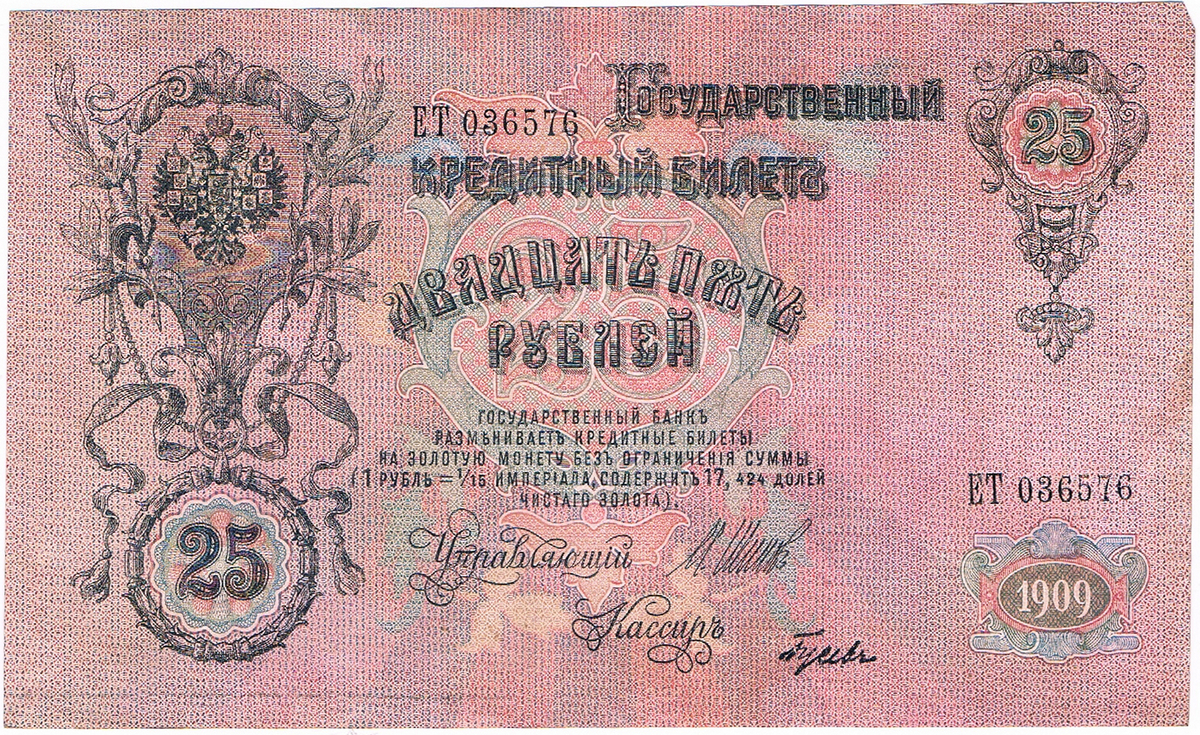 Государственный
ЕТ 036576
25
КРЕДИТНЫЙ БИЛЕТЪ
ДВАДЦАТЬ ПЯТЬ
РУБЛЕЙ
25
ГОСУДАРСТВЕННЫЙ БАНКЪ
РАЗМѢНИВАЕТЪ КРЕДИТНЫЕ БИЛЕТЫ
НА ЗОЛОТУЮ МОНЕТУ БЕЗЪ ОГРАНИЧЕНІЯ СУММЫ
(1 РУБЛЬ = 1/15 ИМПЕРІАЛА, СОДЕРЖИТЪ 17, 424 ДОЛЕЙ
ЧИСТАГО ЗОЛОТА).
ЕТ 036576
Управляющій
25
Кассиръ
1909